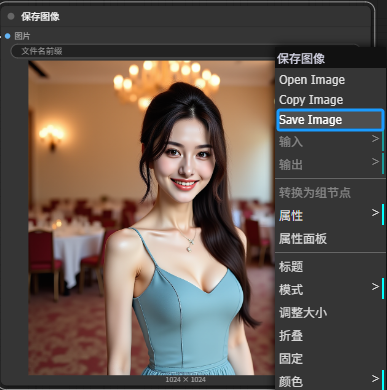 保存图像
图片
文件名前缀
1024 × 1024
保存图像
Open Image
Copy Image
Save Image
输入 >
输出 >
转换为组节点
属性 >
属性面板
标题
模式 >
调整大小
折叠
固定
颜色 >